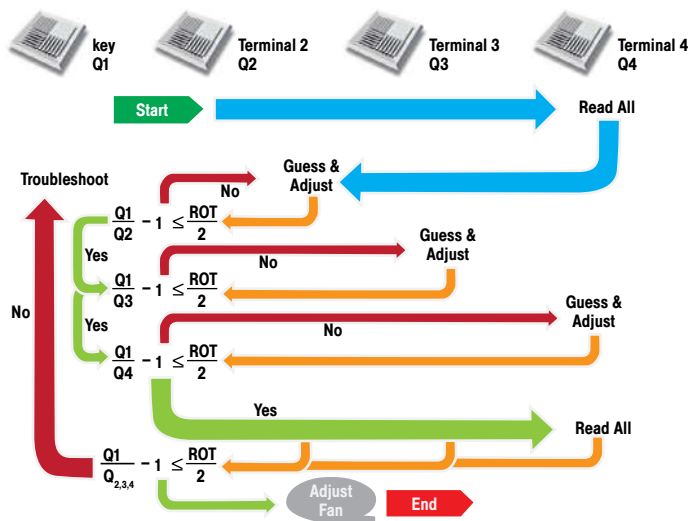 key
Q1
Terminal 2
Q2
Terminal 3
Q3
Terminal 4
Q4
Start
Read All
Troubleshoot
No
Guess &
Adjust
Q1/Q2 − 1 ≤ ROT/2
Yes
No
Guess &
Adjust
Q1/Q3 − 1 ≤ ROT/2
No
Yes
No
Guess &
Adjust
Q1/Q4 − 1 ≤ ROT/2
Yes
Read All
Q1/Q2,3,4 − 1 ≤ ROT/2
Adjust
Fan
End